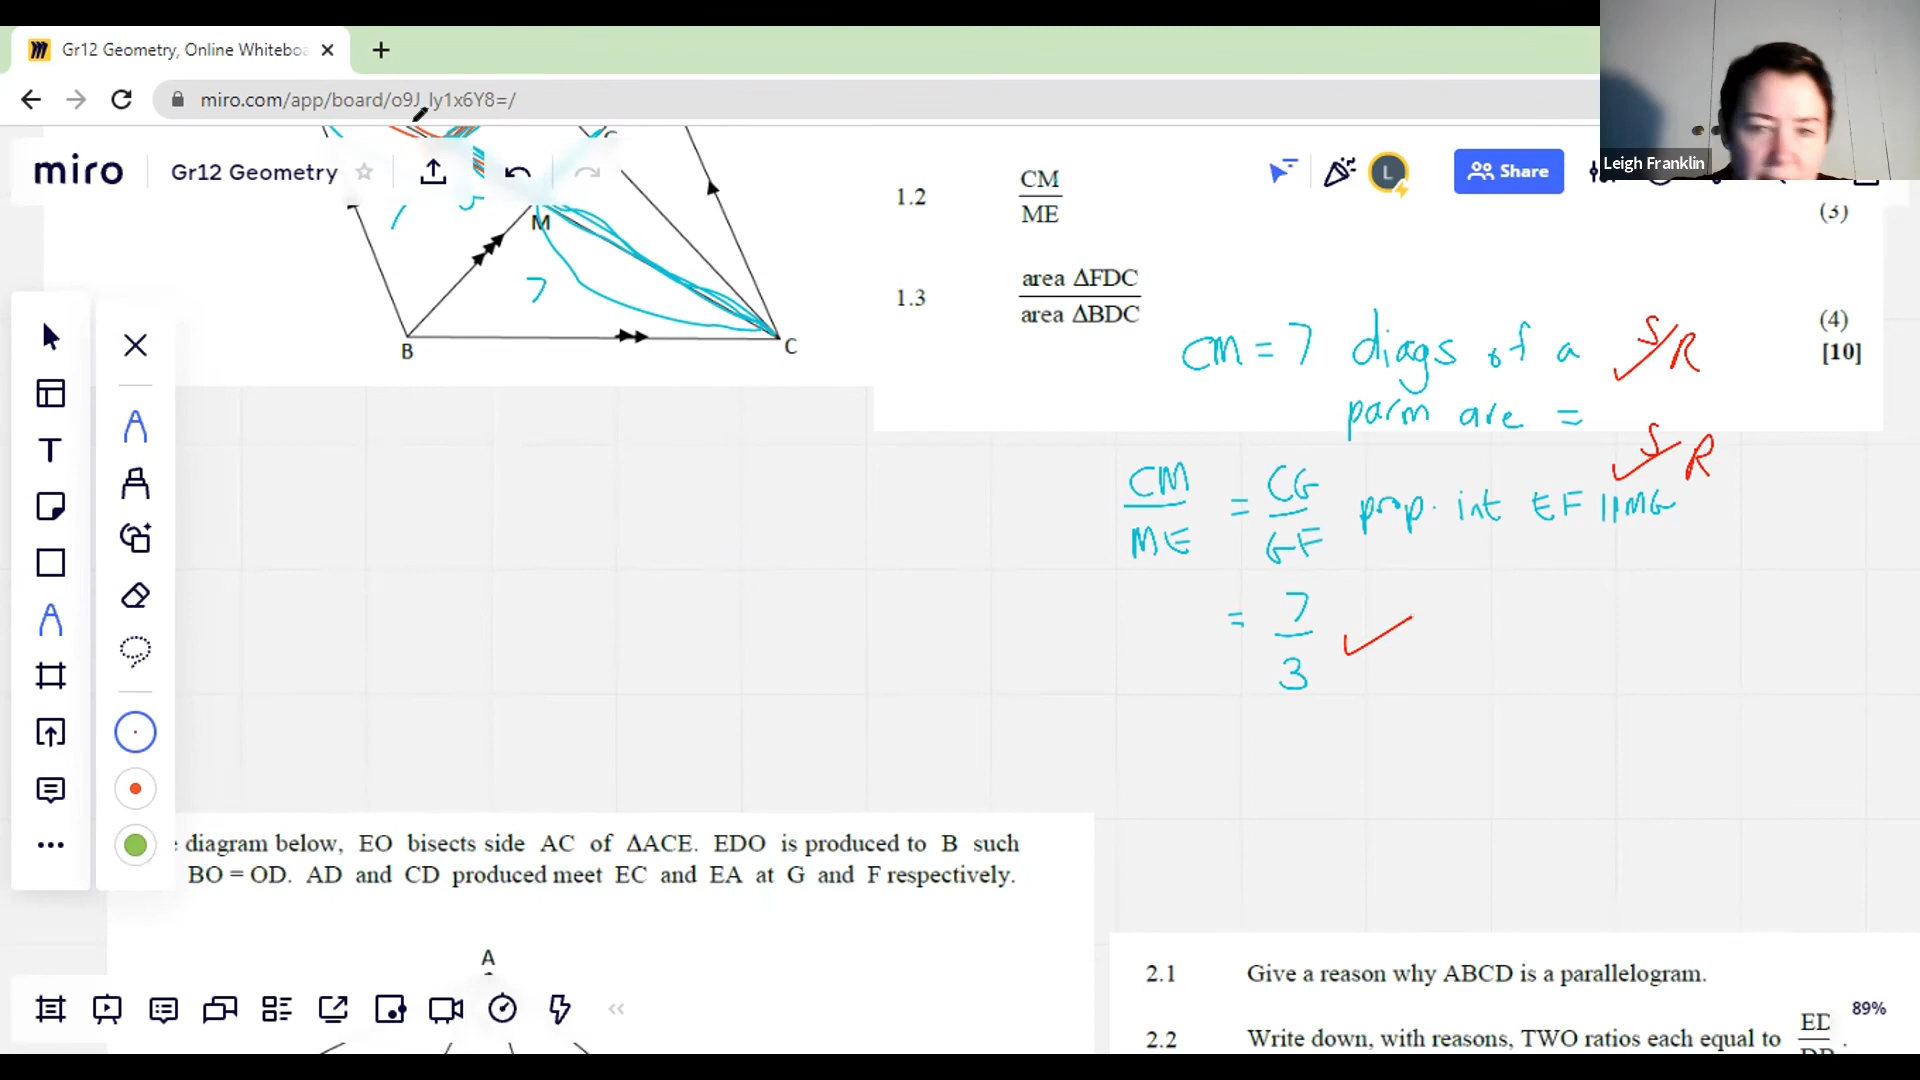 Gr12 Geometry, Online Whiteboa
miro.com/app/board/o9J_ly1x6Y8=/
Leigh Franklin
miro
Gr12 Geometry
L
Share
7
5
M
7
B
C
1.2
CM
ME
(3)
1.3
area ΔFDC
area ΔBDC
(4)
[10]
CM = 7 diags of a S/R
parm are = S R
CM = CG prop. int EF || MG
ME GF
= 7
3
T
diagram below, EO bisects side AC of ΔACE. EDO is produced to B such
BO = OD. AD and CD produced meet EC and EA at G and F respectively.
A
2.1 Give a reason why ABCD is a parallelogram.
2.2 Write down, with reasons, TWO ratios each equal to ED
89%